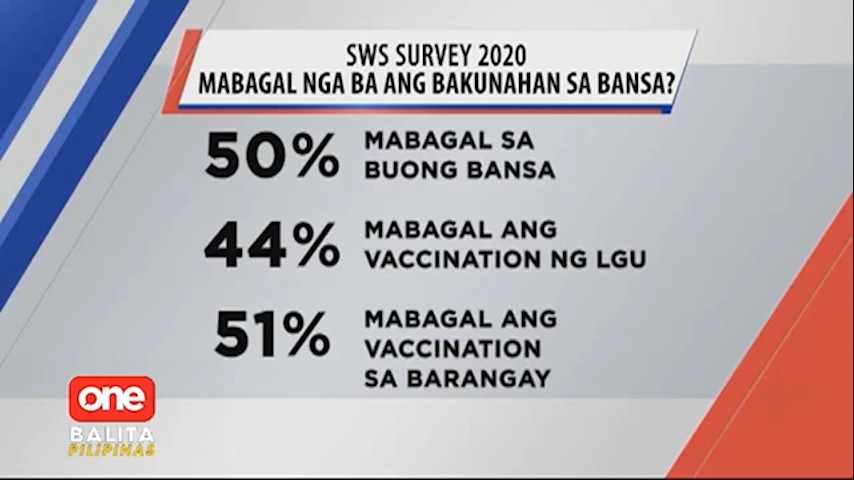 SWS SURVEY 2020
MABAGAL NGA BA ANG BAKUNAHAN SA BANSA?
50%
MABAGAL SA
BUONG BANSA
44%
MABAGAL ANG
VACCINATION NG LGU
51%
MABAGAL ANG
VACCINATION
SA BARANGAY
one
BALITA
PILIPINAS